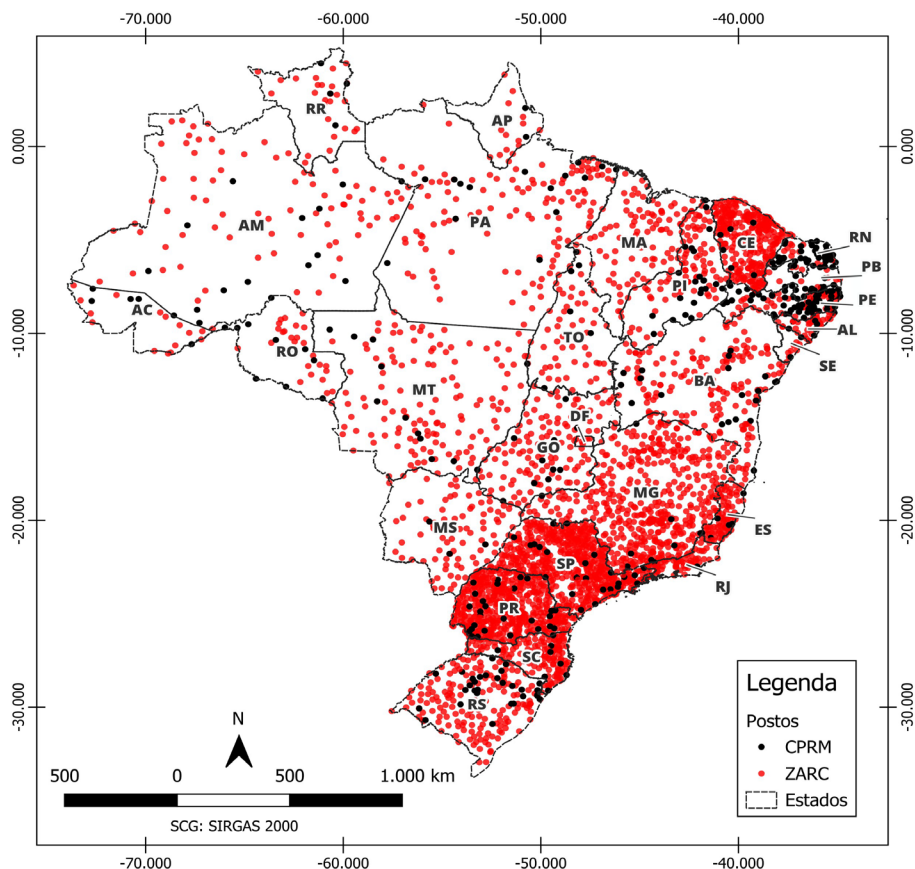 -70.000 -60.000 -50.000 -40.000
0.000 0.000
-10.000 -10.000
-20.000 -20.000
-30.000 -30.000
RR
AP
AM
PA
MA
CE
RN
PB
PI
PE
AC
AL
TO
SE
RO
BA
MT
DF
GO
MG
MS
ES
SP
RJ
PR
SC
RS
N
500 0 500 1.000 km
SCG: SIRGAS 2000
Legenda
Postos
CPRM
ZARC
Estados
-70.000 -60.000 -50.000 -40.000